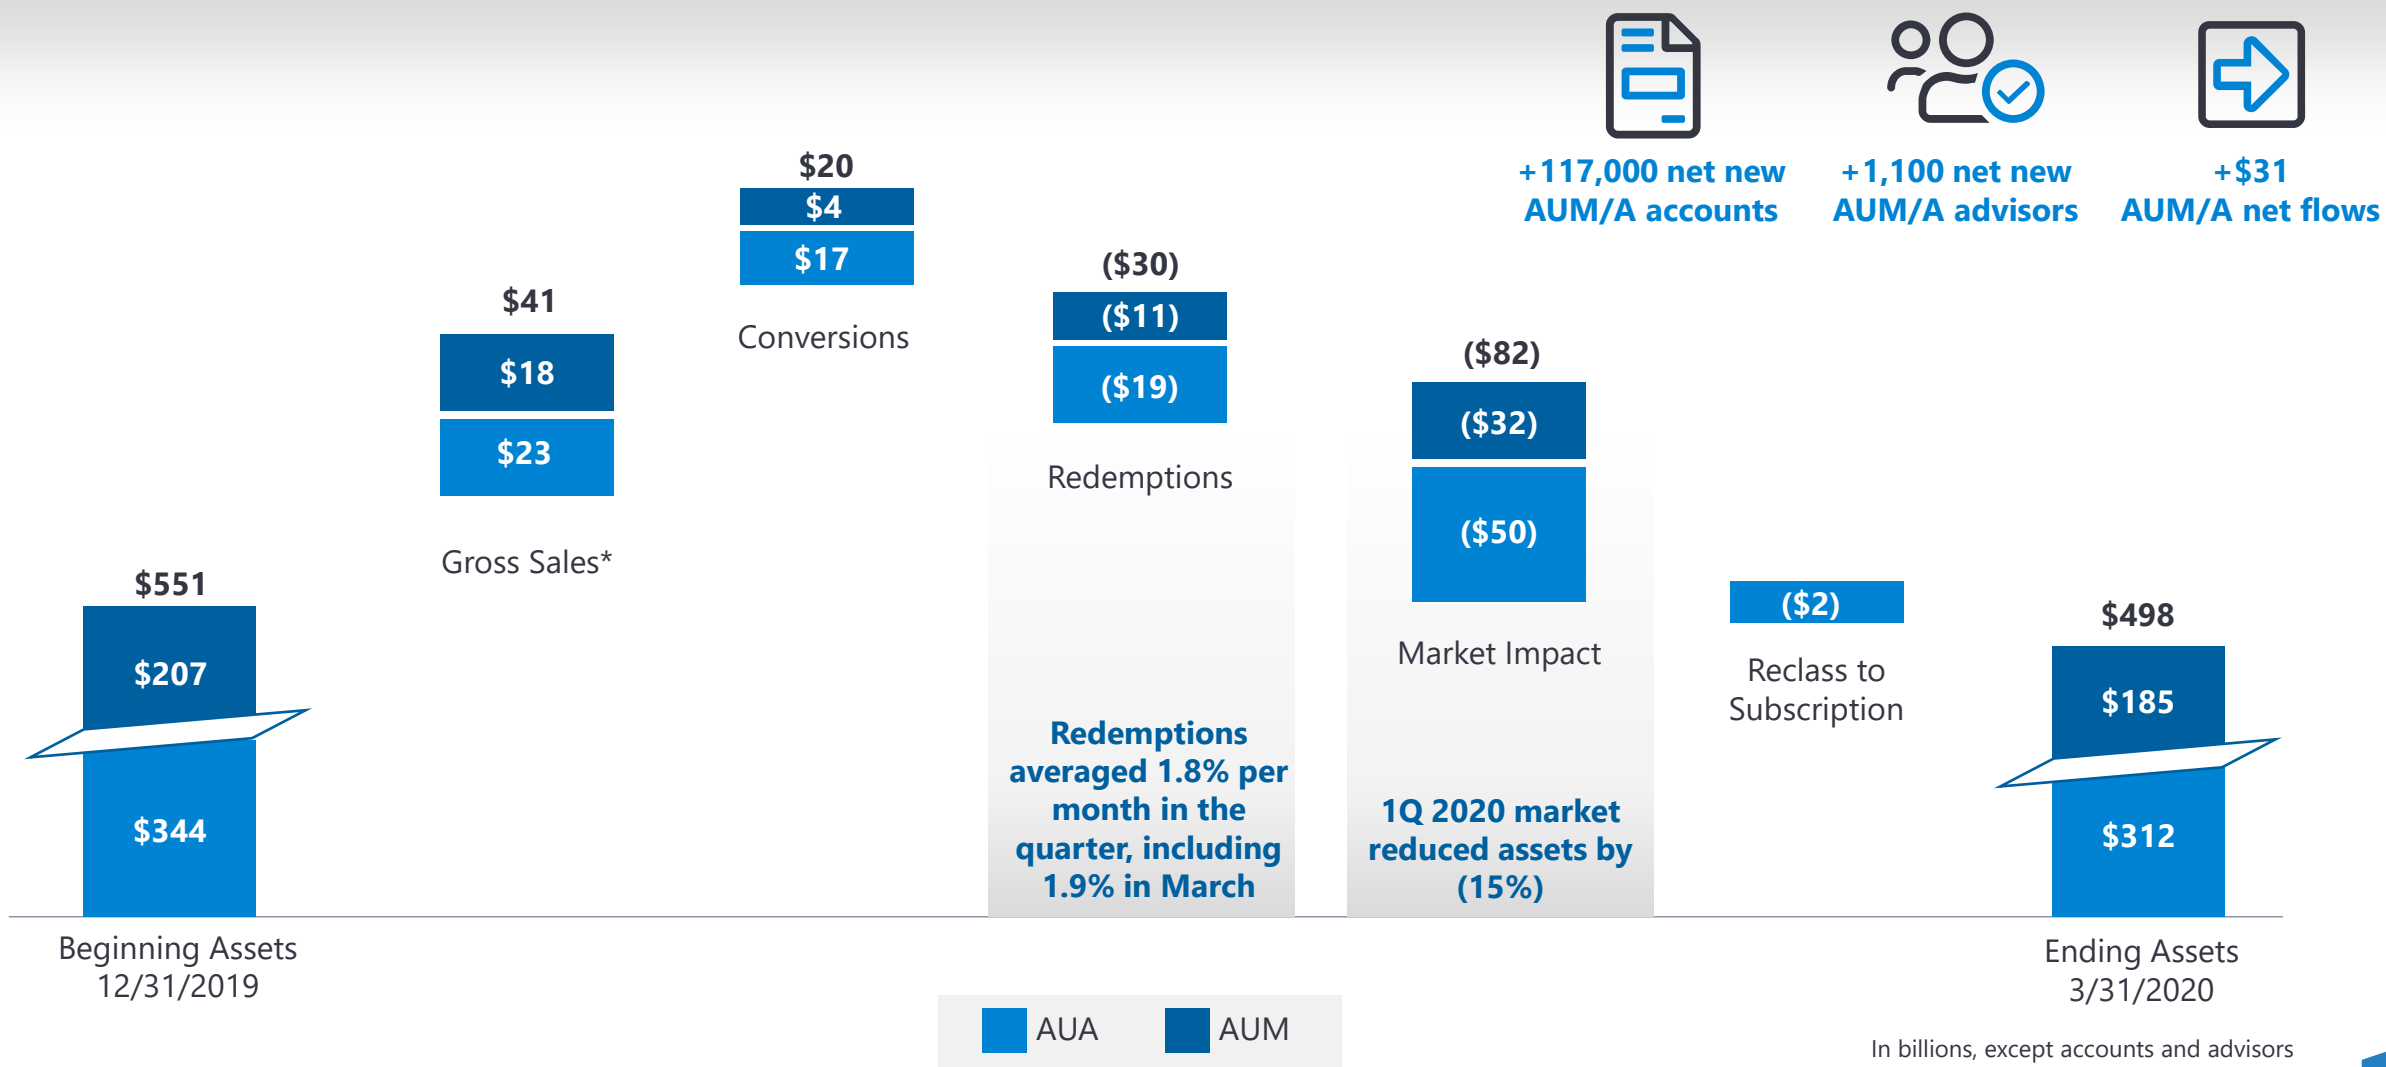 +117,000 net new
AUM/A accounts
+1,100 net new
AUM/A advisors
+$31
AUM/A net flows
$551
$207
$344
Beginning Assets
12/31/2019
$41
$18
$23
Gross Sales*
$20
$4
$17
Conversions
($30)
($11)
($19)
Redemptions
Redemptions
averaged 1.8% per
month in the
quarter, including
1.9% in March
($82)
($32)
($50)
Market Impact
1Q 2020 market
reduced assets by
(15%)
($2)
Reclass to
Subscription
$498
$185
$312
Ending Assets
3/31/2020
AUA
AUM
In billions, except accounts and advisors